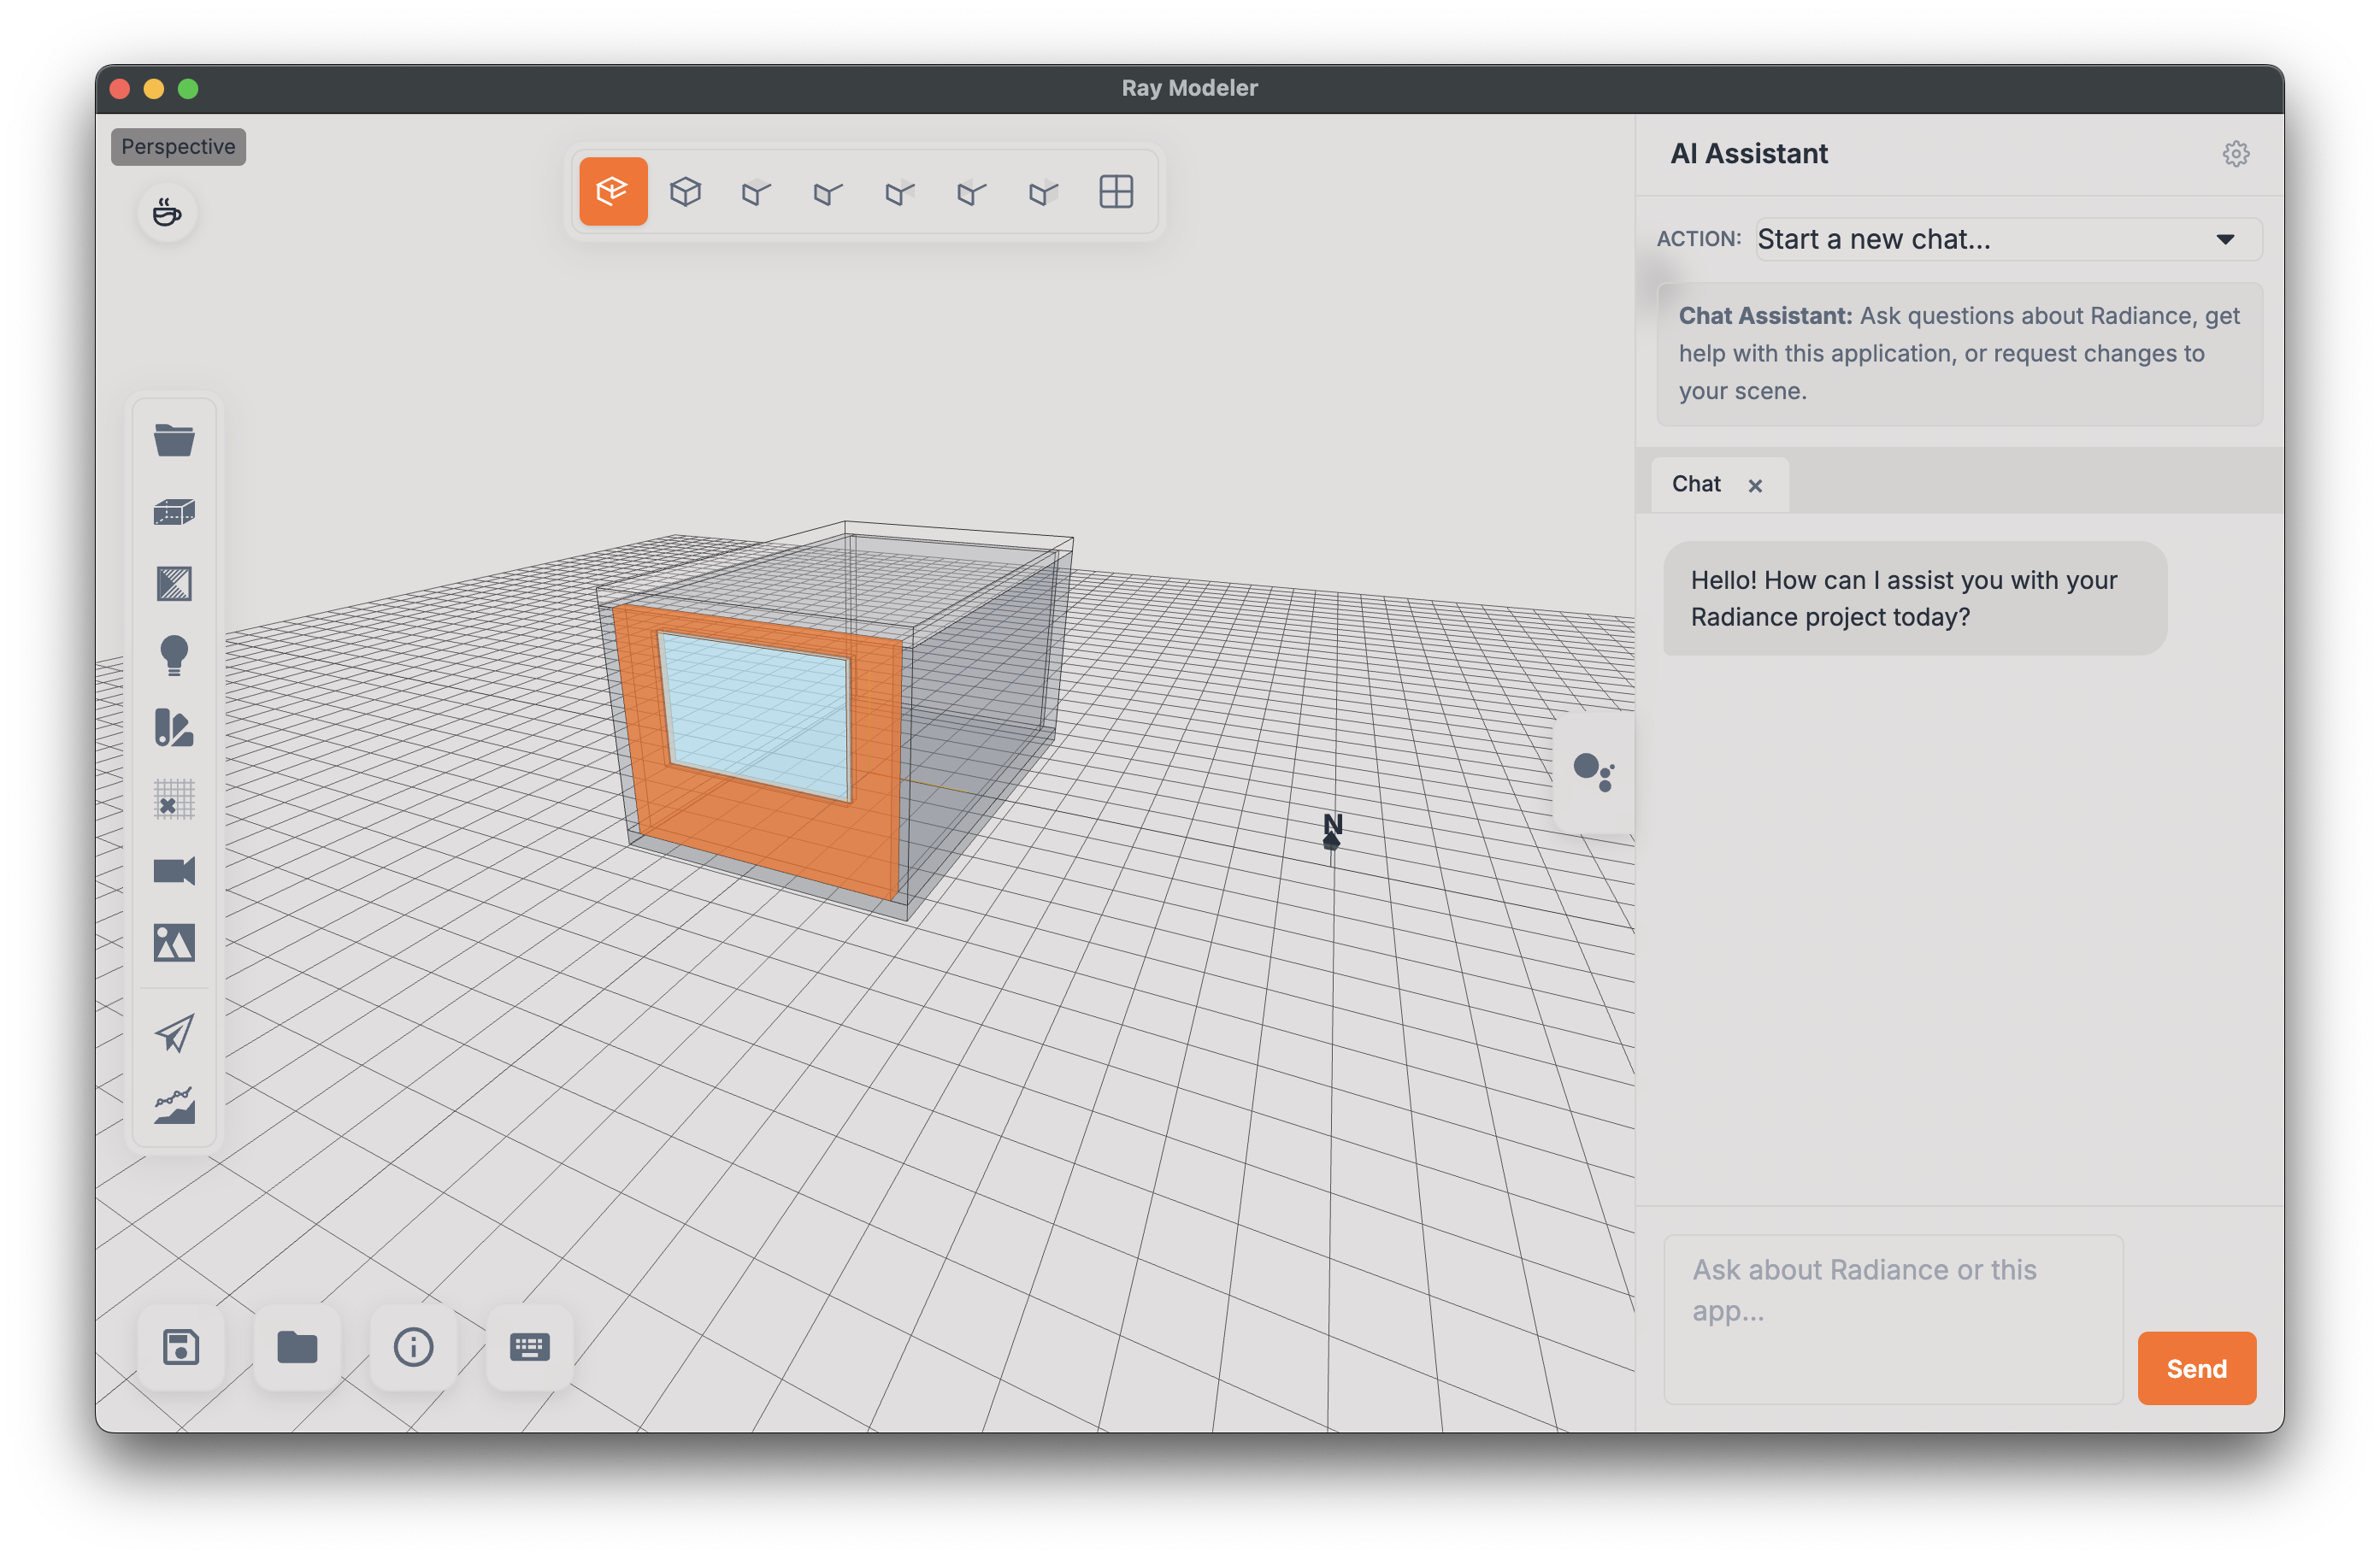 Ray Modeler
Perspective
AI Assistant
ACTION: Start a new chat...
Chat Assistant: Ask questions about Radiance, get
help with this application, or request changes to
your scene.
Chat ×
Hello! How can I assist you with your
Radiance project today?
N
Ask about Radiance or this
app...
Send